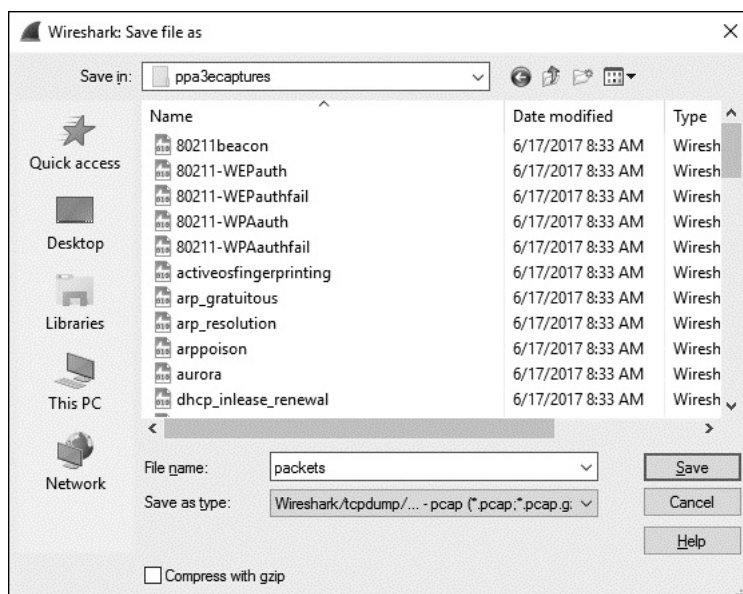 Wireshark: Save file as
Save in: ppa3ecaptures
Name Date modified Type
80211beacon 6/17/2017 8:33 AM Wiresh
80211-WEPauth 6/17/2017 8:33 AM Wiresh
80211-WEPauthfail 6/17/2017 8:33 AM Wiresh
80211-WPAauth 6/17/2017 8:33 AM Wiresh
80211-WPAauthfail 6/17/2017 8:33 AM Wiresh
activeosfingerprinting 6/17/2017 8:33 AM Wiresh
arp_gratuitous 6/17/2017 8:33 AM Wiresh
arp_resolution 6/17/2017 8:33 AM Wiresh
arppoison 6/17/2017 8:33 AM Wiresh
aurora 6/17/2017 8:33 AM Wiresh
dhcp_inlease_renewal 6/17/2017 8:33 AM Wiresh
Quick access
Desktop
Libraries
This PC
Network
File name: packets Save
Save as type: Wireshark/tcpdump/... - pcap (*.pcap;*.pcap.g: Cancel
Help
Compress with gzip